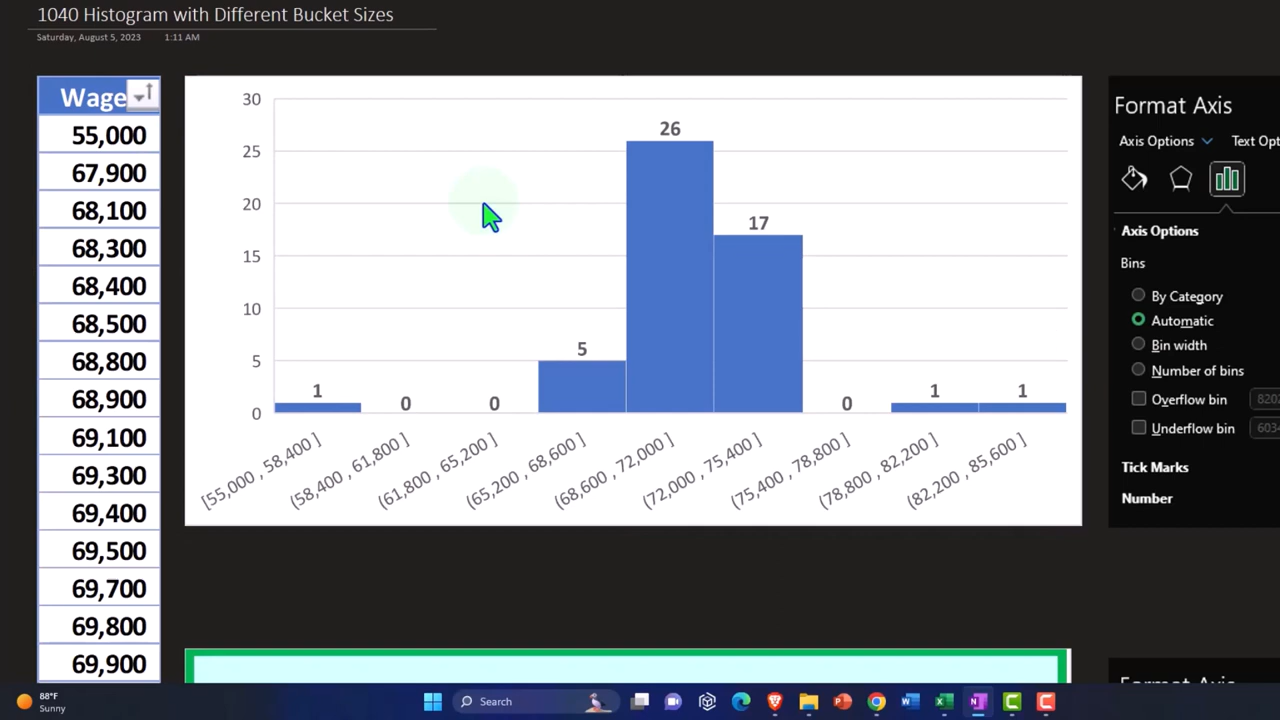 1040 Histogram with Different Bucket Sizes
Saturday, August 5, 2023 1:11 AM
Wage
55,000
67,900
68,100
68,300
68,400
68,500
68,800
68,900
69,100
69,300
69,400
69,500
69,700
69,800
69,900
30
25
20
15
10
5
0
1
0
0
5
26
17
0
1
1
[55,000 , 58,400 ]
(58,400 , 61,800 ]
(61,800 , 65,200 ]
(65,200 , 68,600 ]
(68,600 , 72,000 ]
(72,000 , 75,400 ]
(75,400 , 78,800 ]
(78,800 , 82,200 ]
(82,200 , 85,600 ]
Format Axis
Axis Options Text Opt
Axis Options
Bins
By Category
Automatic
Bin width
Number of bins
Overflow bin 8202
Underflow bin 6034
Tick Marks
Number
88°F
Sunny
Search